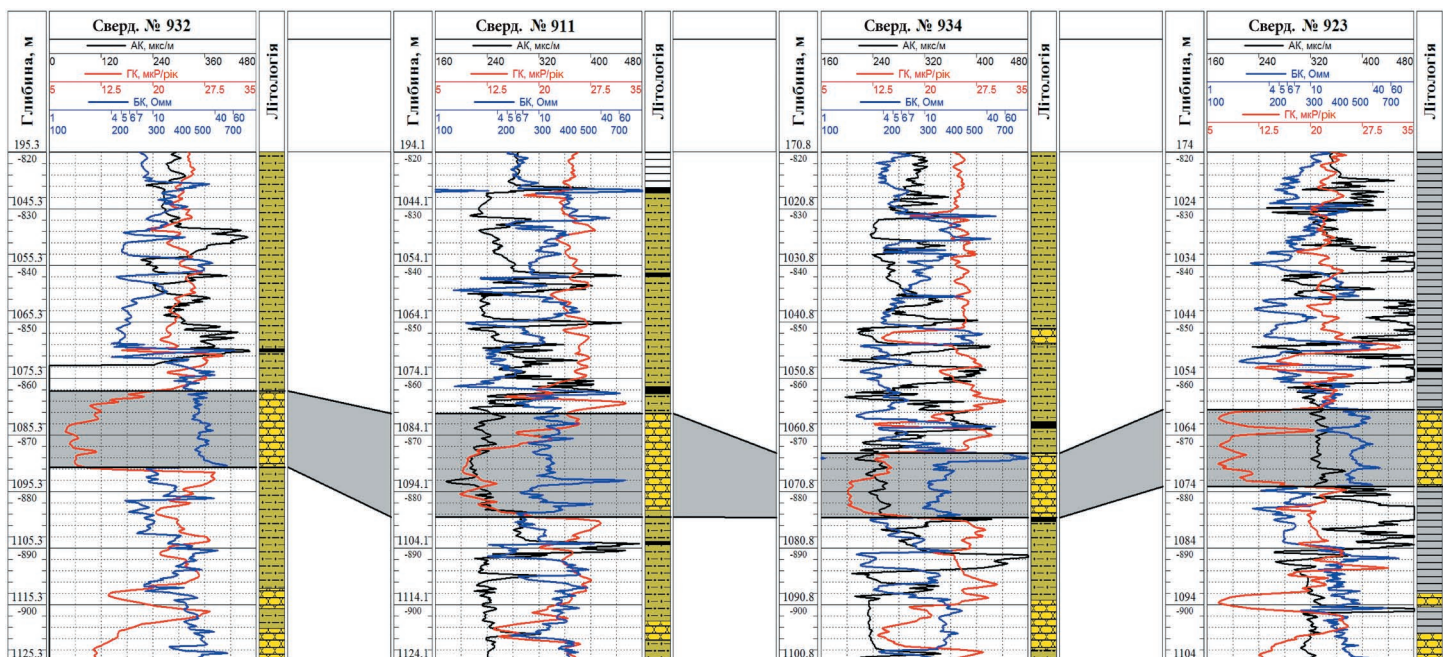 Глибина, м
Сверд. № 932
АК, мкс/м
0 120 240 360 480
ГК, мкР/рік
5 12.5 20 27.5 35
БК, Омм
1 4 5 67 10 40 60
100 200 300 400 500 700
Літологія
195.3
-820
1045.3
-830
1055.3
-840
1065.3
-850
1075.3
-860
1085.3
-870
1095.3
-880
1105.3
-890
1115.3
-900
1125.3
Глибина, м
Сверд. № 911
АК, мкс/м
160 240 320 400 480
ГК, мкР/рік
5 12.5 20 27.5 35
БК, Омм
1 4 5 67 10 40 60
100 200 300 400 500 700
Літологія
194.1
-820
1044.1
-830
1054.1
-840
1064.1
-850
1074.1
-860
1084.1
-870
1094.1
-880
1104.1
-890
1114.1
-900
1124.1
Глибина, м
Сверд. № 934
АК, мкс/м
160 240 320 400 480
ГК, мкР/рік
5 12.5 20 27.5 35
БК, Омм
1 4 5 67 10 40 60
100 200 300 400 500 700
Літологія
170.8
-820
1020.8
-830
1030.8
-840
1040.8
-850
1050.8
-860
1060.8
-870
1070.8
-880
1080.8
-890
1090.8
-900
1100.8
Глибина, м
Сверд. № 923
АК, мкс/м
160 240 320 400 480
БК, Омм
1 4 5 67 10 40 60
100 200 300 400 500 700
ГК, мкР/рік
5 12.5 20 27.5 35
Літологія
174
-820
1024
-830
1034
-840
1044
-850
1054
-860
1064
-870
1074
-880
1084
-890
1094
-900
1104